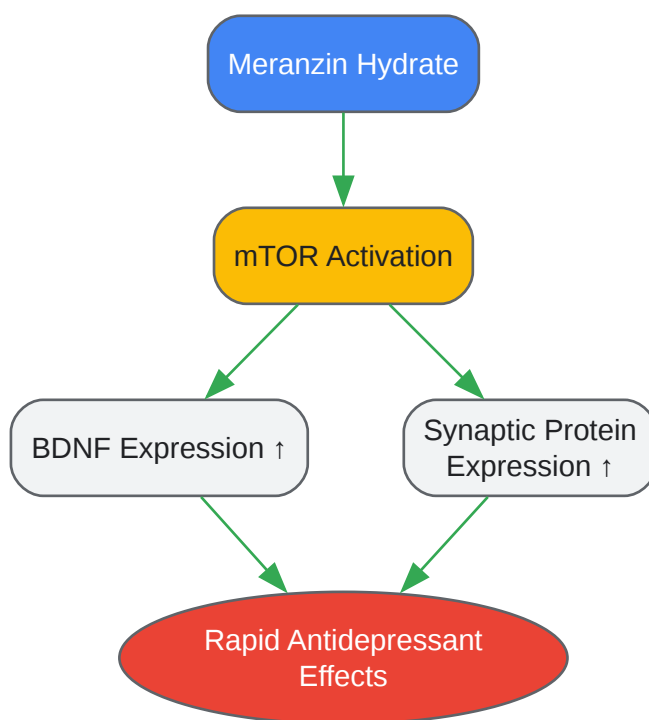 Meranzin Hydrate
mTOR Activation
BDNF Expression ↑
Synaptic Protein
Expression ↑
Rapid Antidepressant
Effects